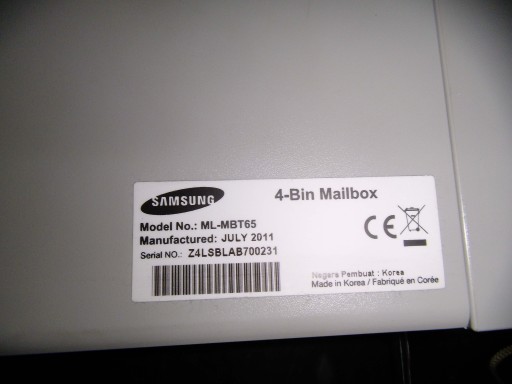 SAMSUNG
4-Bin Mailbox
Model No.: ML-MBT65
Manufactured: JULY 2011
Serial NO.: Z4LSBLAB700231
CE
Nagara Pembuat : Korea
Made in Korea / Fabriqué en Corée